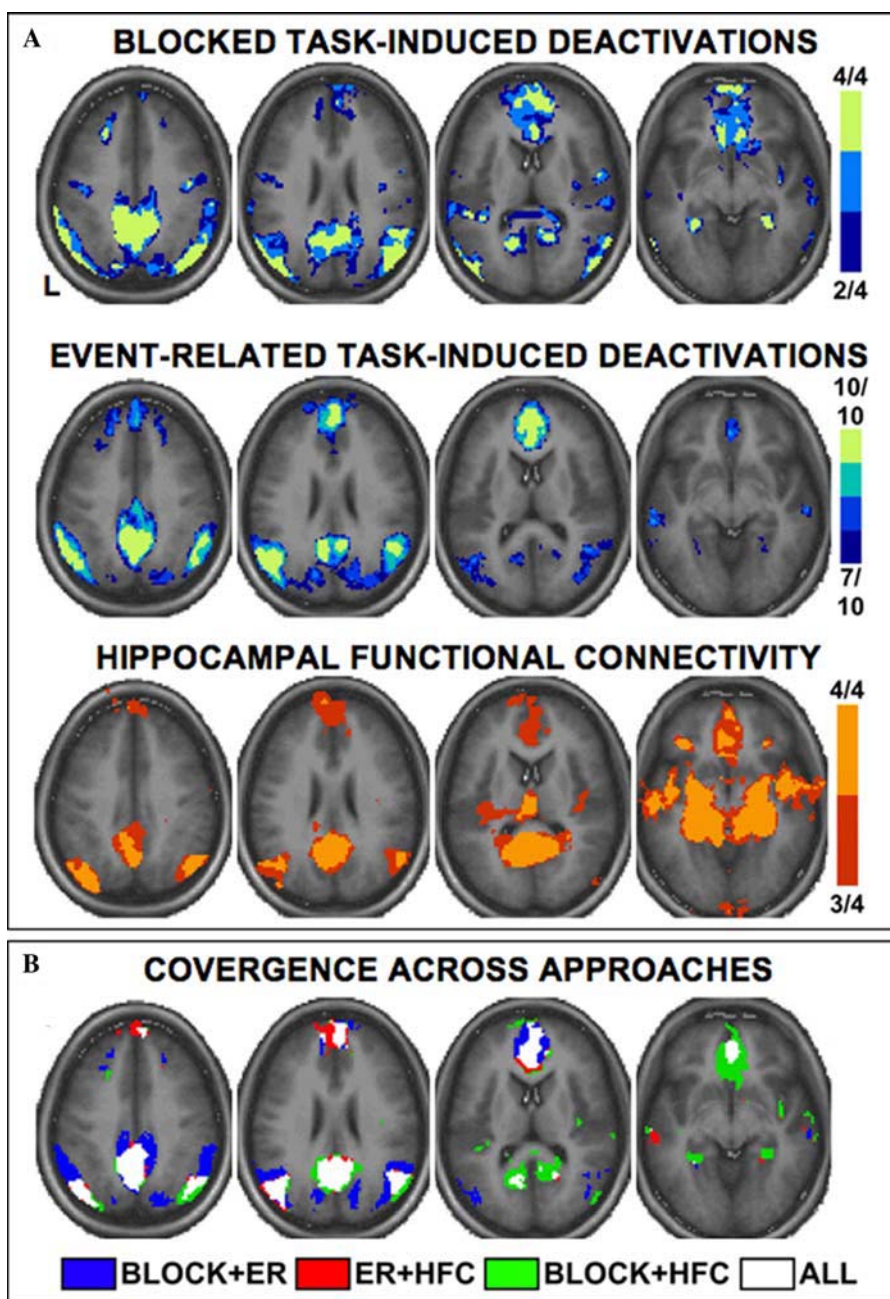 A
BLOCKED TASK-INDUCED DEACTIVATIONS
4/4
2/4
L
EVENT-RELATED TASK-INDUCED DEACTIVATIONS
10/
10
7/
10
HIPPOCAMPAL FUNCTIONAL CONNECTIVITY
4/4
3/4
B
COVERGENCE ACROSS APPROACHES
BLOCK+ER ER+HFC BLOCK+HFC ALL